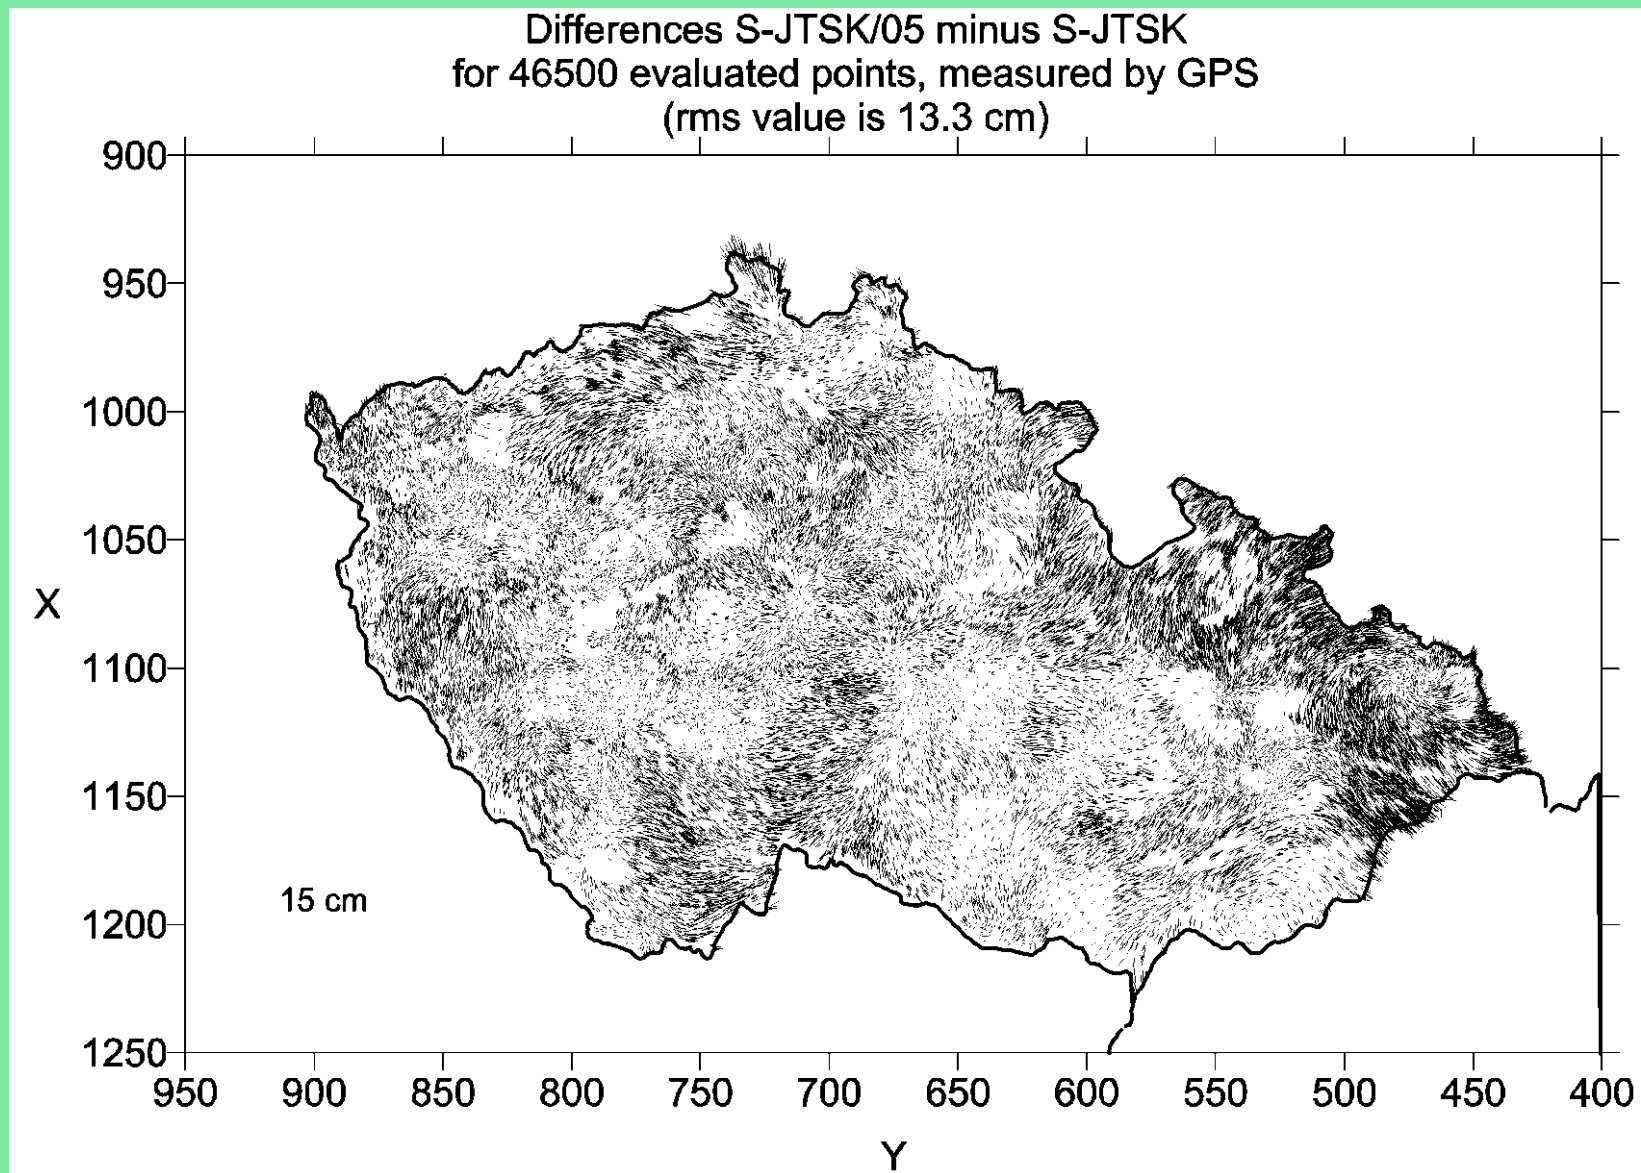 Differences S-JTSK/05 minus S-JTSK
for 46500 evaluated points, measured by GPS
(rms value is 13.3 cm)
900
950
1000
1050
X
1100
1150
15 cm
1200
1250
950 900 850 800 750 700 650 600 550 500 450 400
Y